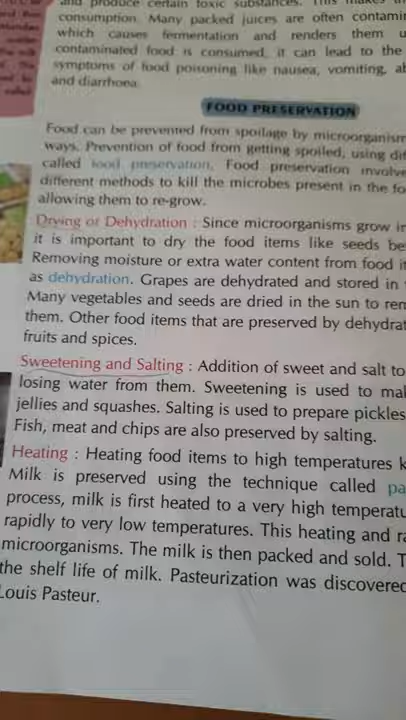 and produce certain toxic substances. This makes
consumption. Many packed juices are often contamin
which causes fermentation and renders them u
contaminated food is consumed, it can lead to the
symptoms of food poisoning like nausea, vomiting, ab
and diarrhoea.
FOOD PRESERVATION
Food can be prevented from spoilage by microorganism
ways. Prevention of food from getting spoiled, using dif
called food preservation. Food preservation involve
different methods to kill the microbes present in the fo
allowing them to re-grow.
Drying or Dehydration : Since microorganisms grow in
it is important to dry the food items like seeds be
Removing moisture or extra water content from food it
as dehydration. Grapes are dehydrated and stored in
Many vegetables and seeds are dried in the sun to rem
them. Other food items that are preserved by dehydrat
fruits and spices.
Sweetening and Salting : Addition of sweet and salt to
losing water from them. Sweetening is used to mak
jellies and squashes. Salting is used to prepare pickles
Fish, meat and chips are also preserved by salting.
Heating : Heating food items to high temperatures k
Milk is preserved using the technique called pa
process, milk is first heated to a very high temperatu
rapidly to very low temperatures. This heating and ra
microorganisms. The milk is then packed and sold. T
the shelf life of milk. Pasteurization was discovered
Louis Pasteur.